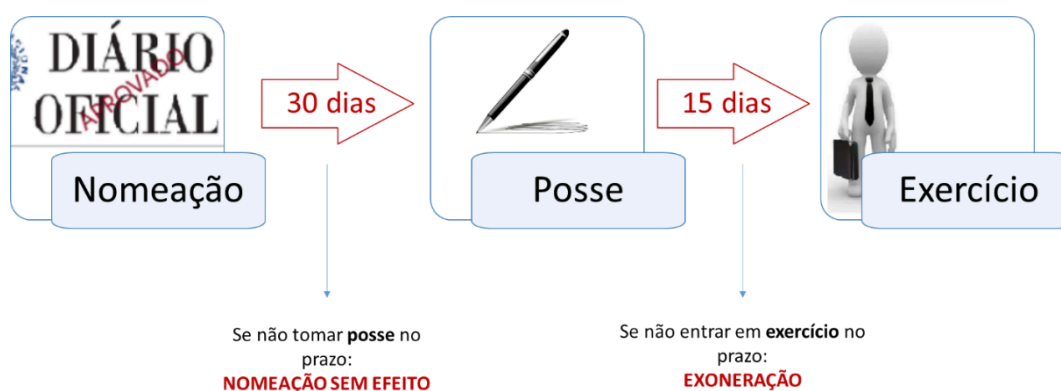 DIÁRIO
OFICIAL
APROVADO
30 dias
15 dias
Nomeação
Posse
Exercício
Se não tomar posse no
prazo:
NOMEAÇÃO SEM EFEITO
Se não entrar em exercício no
prazo:
EXONERAÇÃO